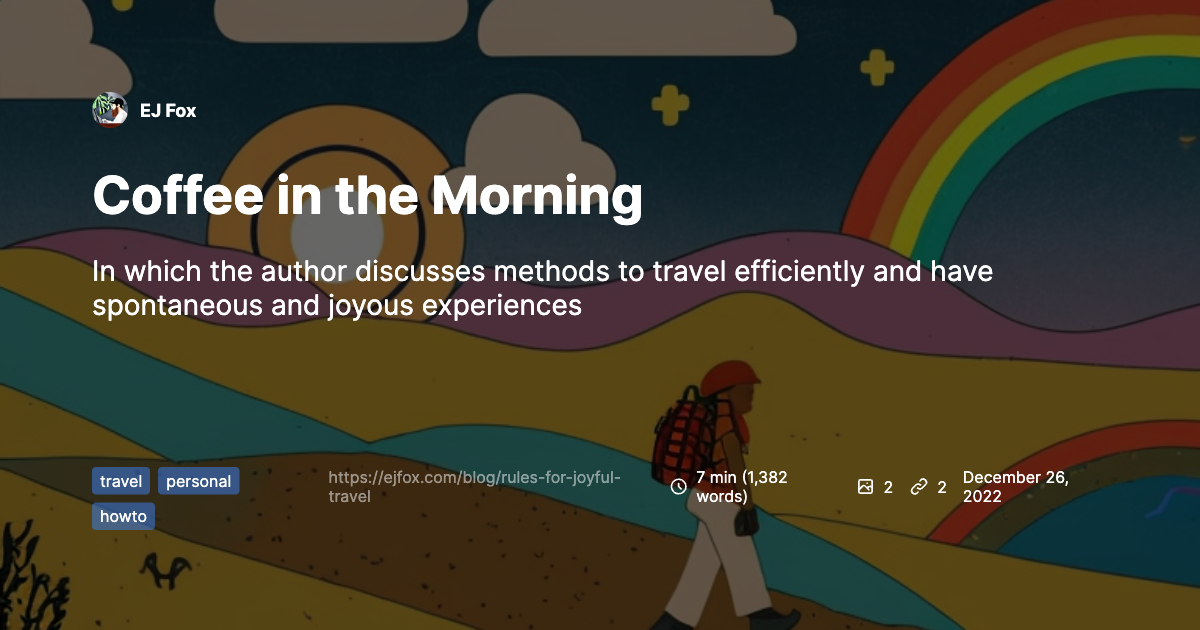 EJ Fox
Coffee in the Morning
In which the author discusses methods to travel efficiently and have
spontaneous and joyous experiences
travel personal
howto
https://ejfox.com/blog/rules-for-joyful-
travel
7 min (1,382
words)
2
2
December 26,
2022